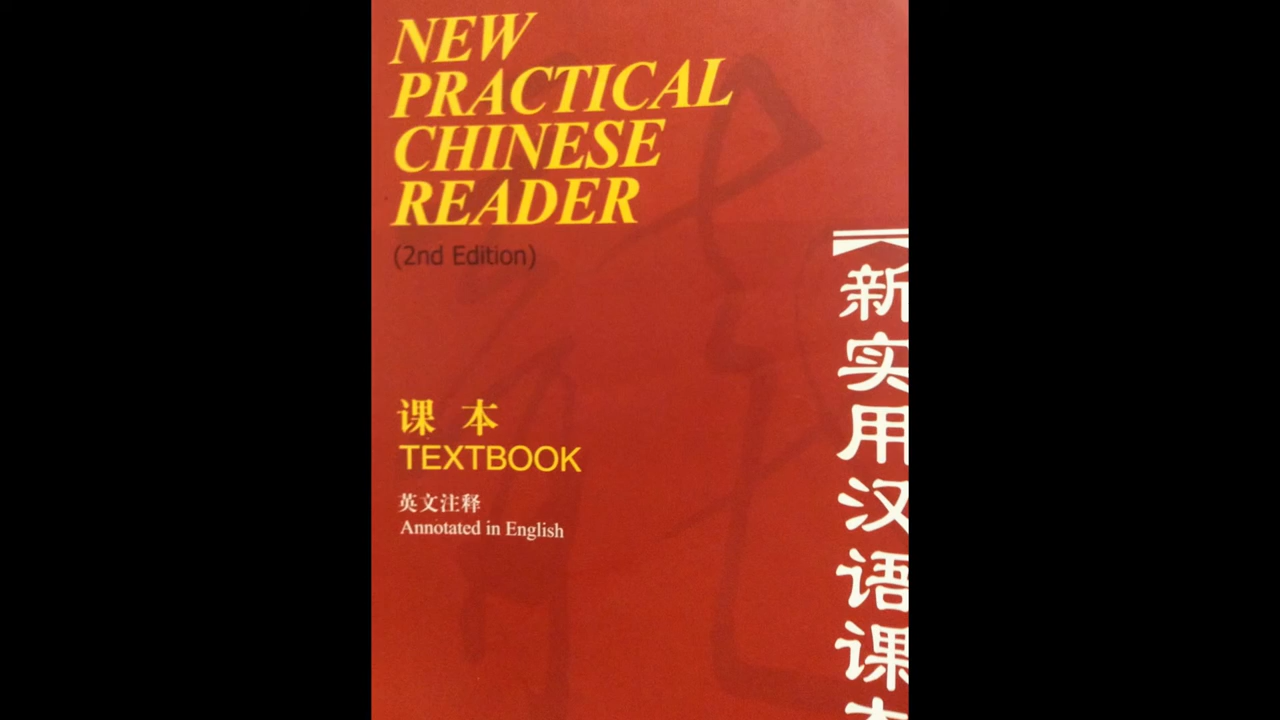 NEW
PRACTICAL
CHINESE
READER
(2nd Edition)
课 本
TEXTBOOK
英文注释
Annotated in English
新实用汉语课本